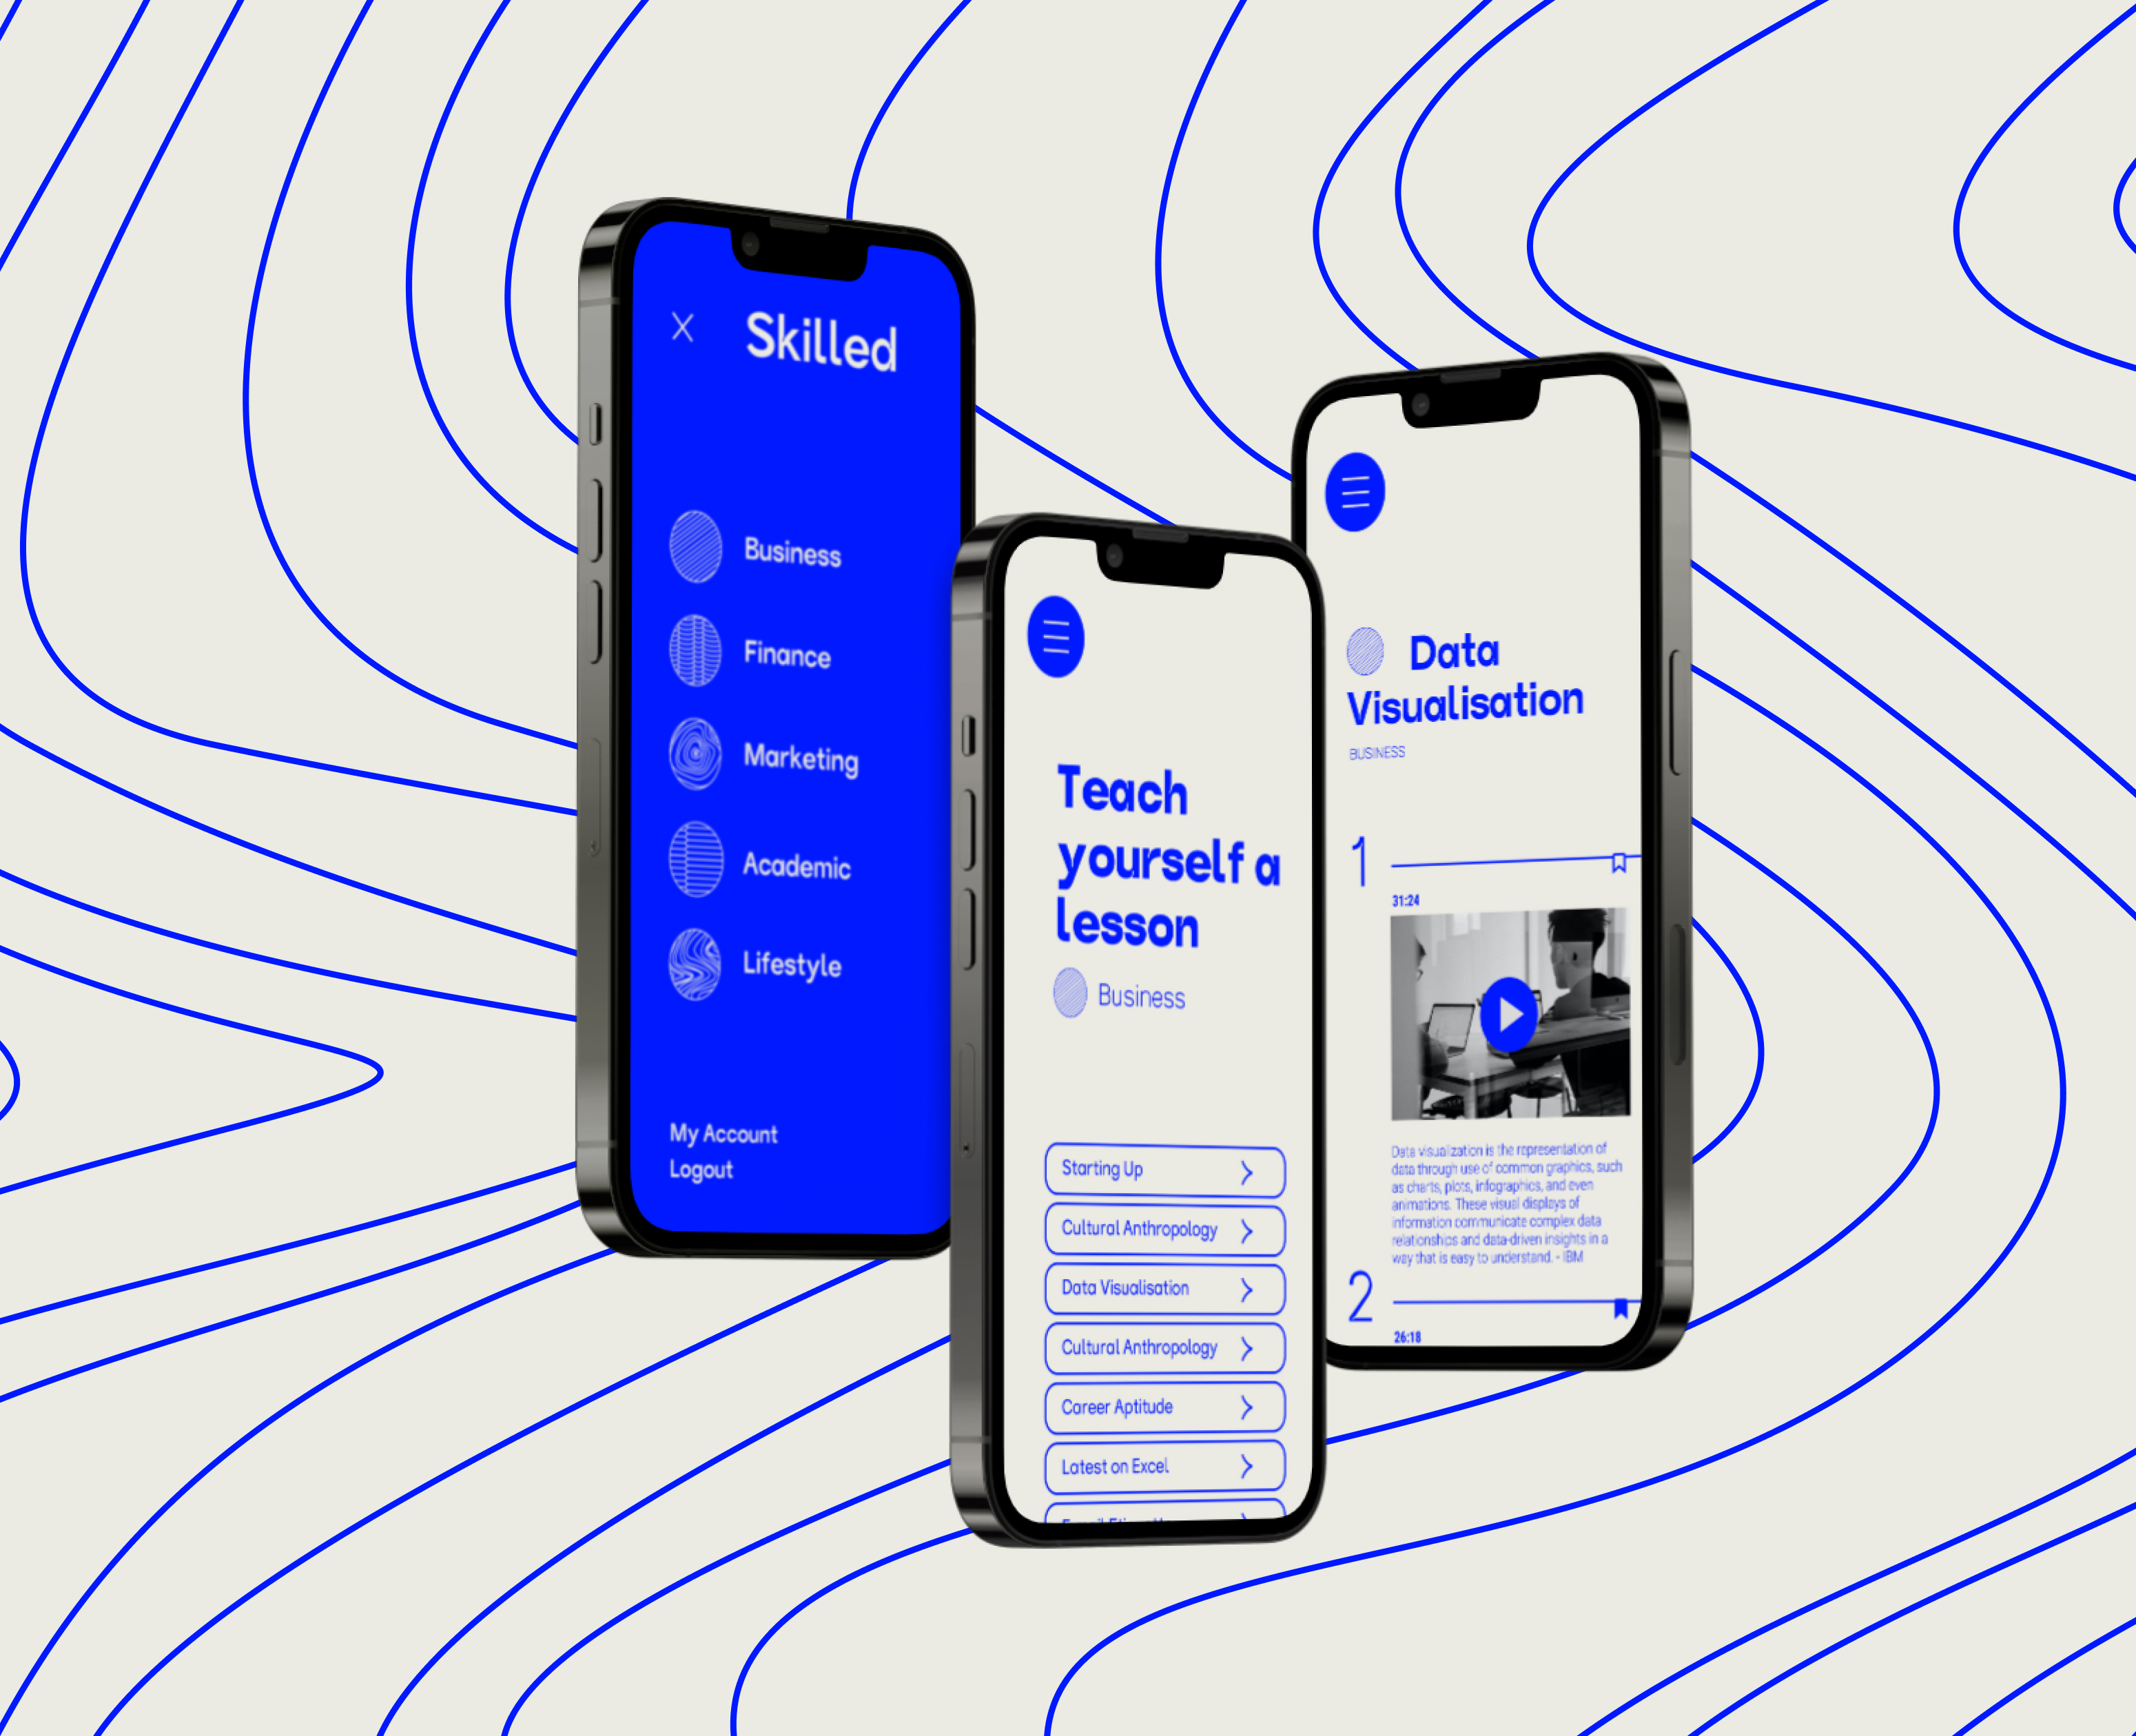 Skilled
Business
Finance
Marketing
Academic
Lifestyle
My Account
Logout
Teach
yourself a
lesson
Business
Starting Up
Cultural Anthropology
Data Visualisation
Cultural Anthropology
Career Aptitude
Latest on Excel
Data
Visualisation
BUSINESS
1
31:24
Data visualization is the representation of
data through use of common graphics, such
as charts, plots, infographics, and even
animations. These visual displays of
information communicate complex data
relationships and data-driven insights in a
way that is easy to understand. - IBM
2
26:18